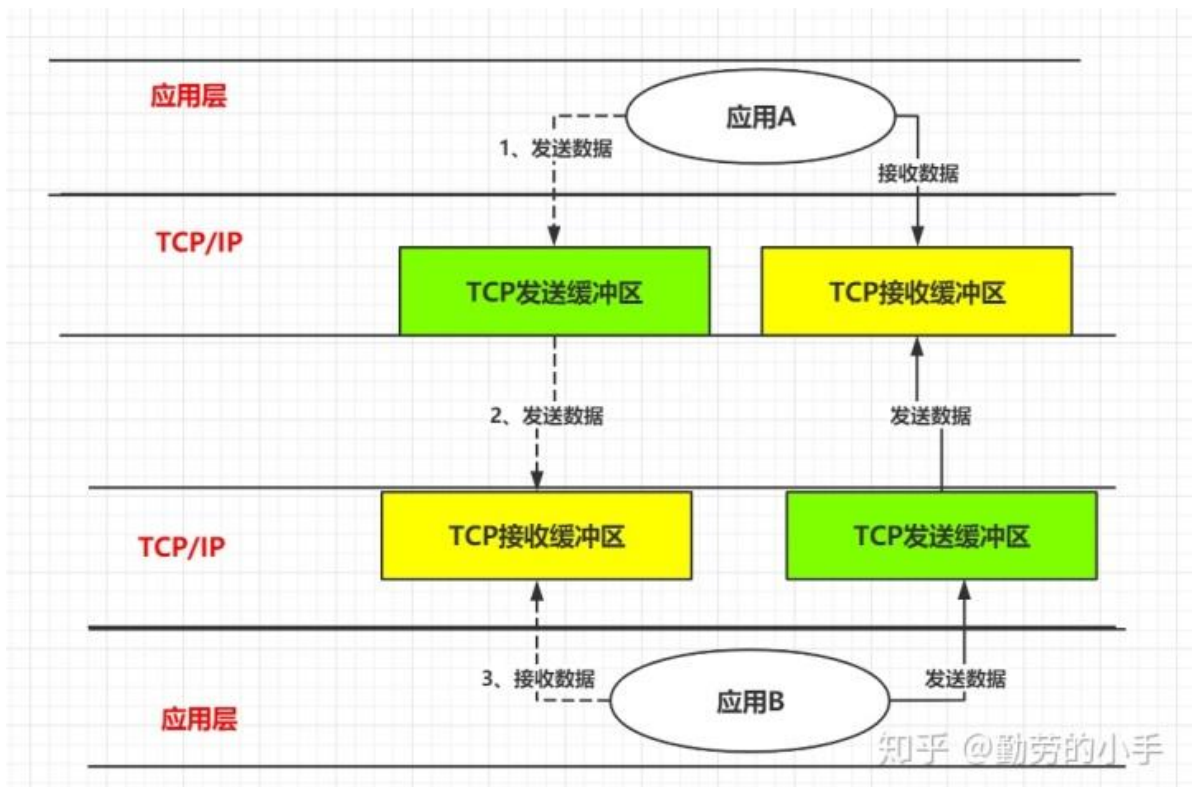 应用层
应用A
1、发送数据
接收数据
TCP/IP
TCP发送缓冲区
TCP接收缓冲区
2、发送数据
发送数据
TCP/IP
TCP接收缓冲区
TCP发送缓冲区
3、接收数据
应用B
发送数据
应用层
知乎 @勤劳的小手